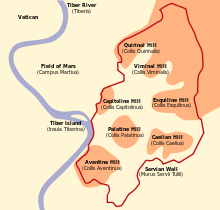 Tiber River
(Tiberis)
Vatican
Quirinal Hill
(Collis Quirinalis)
Field of Mars
(Campus Martius)
Viminal Hill
(Collis Viminalis)
Capitoline Hill
(Collis Capitolinus)
Esquiline Hill
(Collis Esquilinus)
Tiber Island
(Insula Tiberina)
Palatine Hill
(Collis Palatinus)
Caelian Hill
(Collis Caelius)
Aventine Hill
(Collis Aventinus)
Servian Wall
(Murus Servii Tullii)